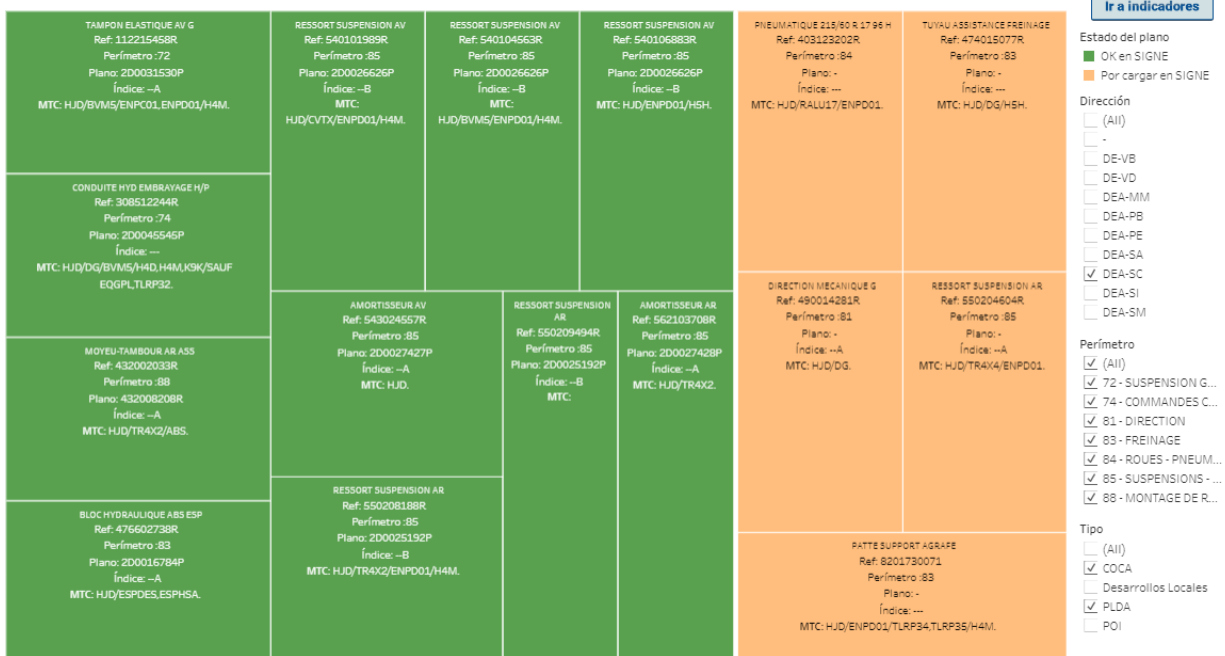 TAMPON ELASTIQUE AV G
Ref: 112215458R
Perímetro :72
Plano: 2D0031530P
Índice: --A
MTC: HJD/BVM5/ENPC01,ENPD01/H4M.
CONDUITE HYD EMBRAYAGE H/P
Ref: 308512244R
Perímetro :74
Plano: 2D0045545P
Índice: ---
MTC: HJD/DG/BVM5/H4D,H4M,K9K/SAUF
EQGPL,TLRP32.
MOYEU-TAMBOUR AR ASS
Ref: 432002033R
Perímetro :88
Plano: 432008208R
Índice: --A
MTC: HJD/TR4X2/ABS.
BLOC HYDRAULIQUE ABS ESP
Ref: 476602738R
Perímetro :83
Plano: 2D0016784P
Índice: --A
MTC: HJD/ESPDES,ESPHSA.
RESSORT SUSPENSION AV
Ref: 540101989R
Perímetro :85
Plano: 2D0026626P
Índice: --B
MTC:
HJD/CVTX/ENPD01/H4M.
RESSORT SUSPENSION AV
Ref: 540104563R
Perímetro :85
Plano: 2D0026626P
Índice: --B
MTC:
HJD/BVM5/ENPD01/H4M.
RESSORT SUSPENSION AV
Ref: 540106883R
Perímetro :85
Plano: 2D0026626P
Índice: --B
MTC: HJD/ENPD01/H5H.
AMORTISSEUR AV
Ref: 543024557R
Perímetro :85
Plano: 2D0027427P
Índice: --A
MTC: HJD.
RESSORT SUSPENSION AR
Ref: 550208188R
Perímetro :85
Plano: 2D0025192P
Índice: --B
MTC: HJD/TR4X2/ENPD01/H4M.
RESSORT SUSPENSION
AR
Ref: 550209494R
Perímetro :85
Plano: 2D0025192P
Índice: --B
MTC:
AMORTISSEUR AR
Ref: 562103708R
Perímetro :85
Plano: 2D0027428P
Índice: --A
MTC: HJD/TR4X2.
PNEUMATIQUE 215/60 R 17 96 H
Ref: 403123202R
Perímetro :84
Plano: -
Índice: ---
MTC: HJD/RALU17/ENPD01.
TUYAU ASSISTANCE FREINAGE
Ref: 474015077R
Perímetro :83
Plano: -
Índice: ---
MTC: HJD/DG/H5H.
DIRECTION MECANIQUE G
Ref: 490014281R
Perímetro :81
Plano: -
Índice: --A
MTC: HJD/DG.
RESSORT SUSPENSION AR
Ref: 550204604R
Perímetro :85
Plano: -
Índice: --A
MTC: HJD/TR4X4/ENPD01.
PATTE SUPPORT AGRAFE
Ref: 8201730071
Perímetro :83
Plano: -
Índice: ---
MTC: HJD/ENPD01/TLRP34,TLRP35/H4M.
Ir a indicadores
Estado del plano
OK en SIGNE
Por cargar en SIGNE
Dirección
(All)
-
DE-VB
DE-VD
DEA-MM
DEA-PB
DEA-PE
DEA-SA
DEA-SC
DEA-SI
DEA-SM
Perímetro
(All)
72 - SUSPENSION G...
74 - COMMANDES C...
81 - DIRECTION
83 - FREINAGE
84 - ROUES - PNEUM...
85 - SUSPENSIONS - ...
88 - MONTAGE DE R...
Tipo
(All)
COCA
Desarrollos Locales
PLDA
POI